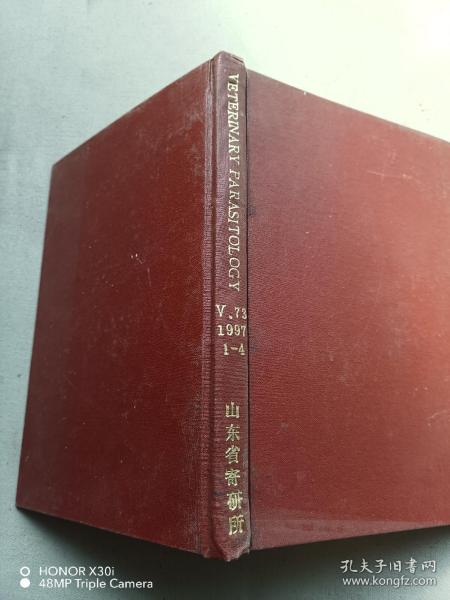 VETERINARY PARASITOLOGY
V.73
1997
1-4
山东省寄研所
HONOR X30i
48MP Triple Camera
孔夫子旧书网
www.kongfz.com